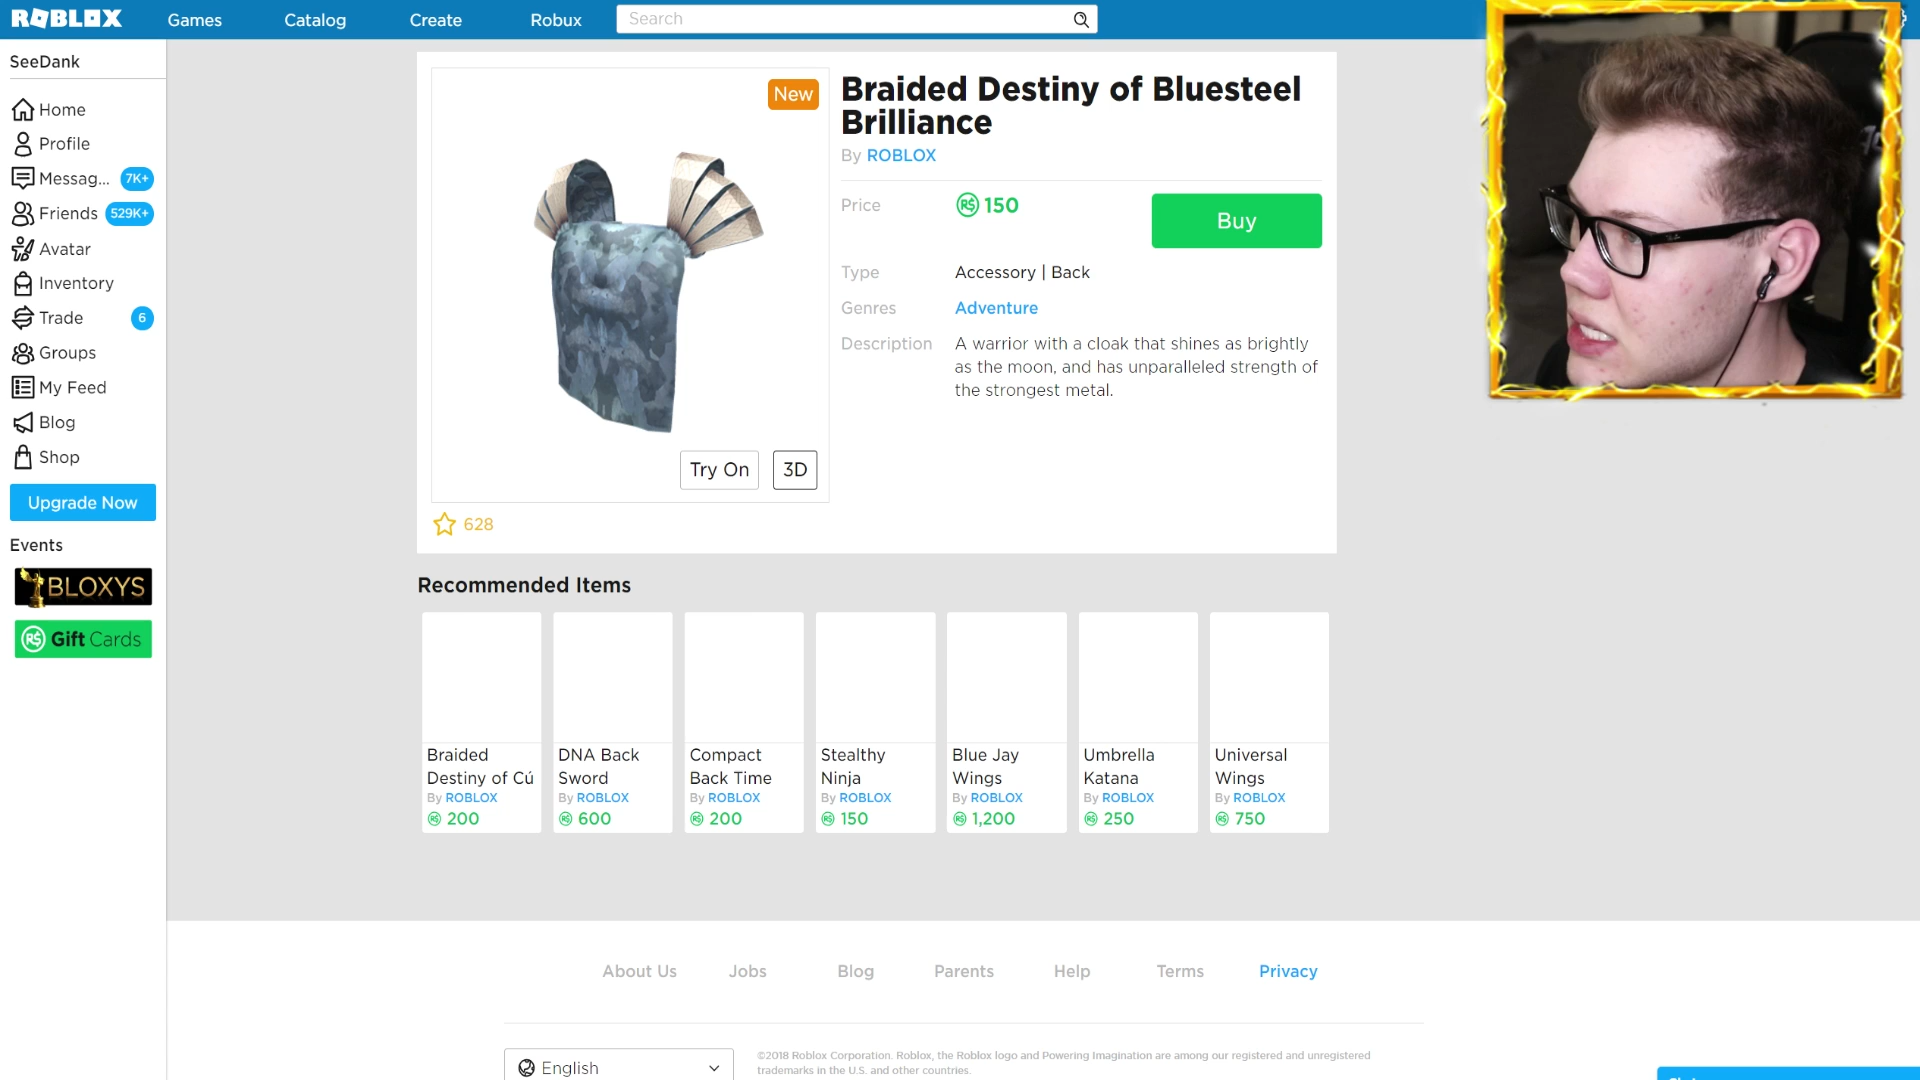 ROBLOX
Games
Catalog
Create
Robux
Search
SeeDank
Home
Profile
Messag... 7K+
Friends 529K+
Avatar
Inventory
Trade 6
Groups
My Feed
Blog
Shop
Upgrade Now
Events
BLOXYS
R$ Gift Cards
New
Try On
3D
628
Braided Destiny of Bluesteel
Brilliance
By ROBLOX
Price R$ 150
Buy
Type Accessory | Back
Genres Adventure
Description A warrior with a cloak that shines as brightly
as the moon, and has unparalleled strength of
the strongest metal.
Recommended Items
Braided
Destiny of Cú
By ROBLOX
R$ 200
DNA Back
Sword
By ROBLOX
R$ 600
Compact
Back Time
By ROBLOX
R$ 200
Stealthy
Ninja
By ROBLOX
R$ 150
Blue Jay
Wings
By ROBLOX
R$ 1,200
Umbrella
Katana
By ROBLOX
R$ 250
Universal
Wings
By ROBLOX
R$ 750
About Us
Jobs
Blog
Parents
Help
Terms
Privacy
English
©2018 Roblox Corporation. Roblox, the Roblox logo and Powering Imagination are among our registered and unregistered
trademarks in the U.S. and other countries.